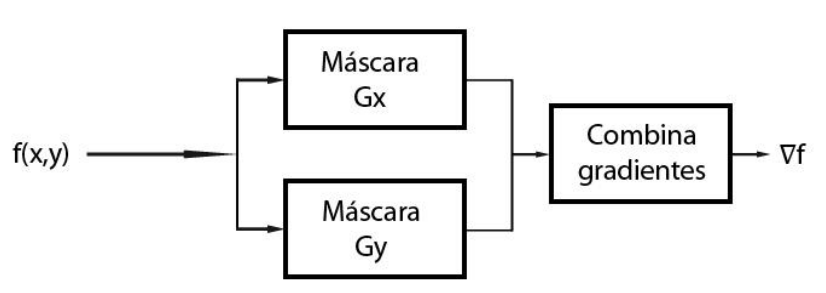 f(x,y)
Máscara
Gx
Máscara
Gy
Combina
gradientes
∇f